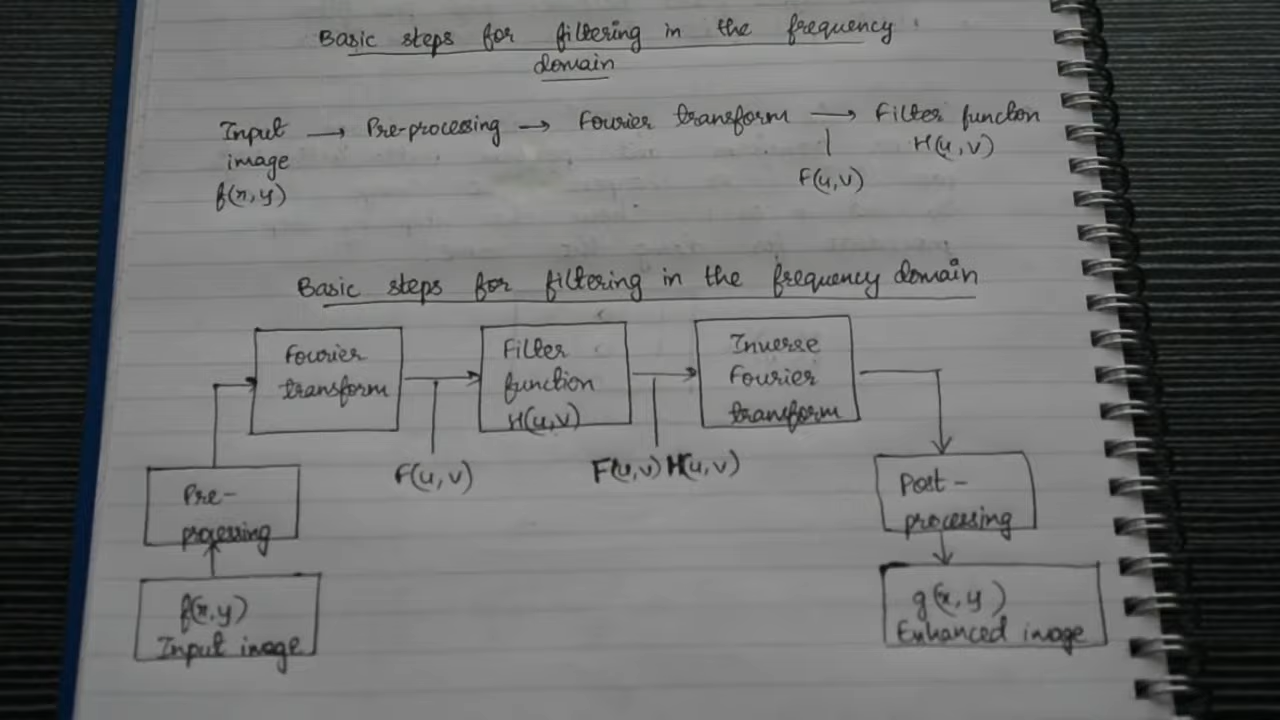 Basic steps for filtering in the frequency
domain
Input → Pre-processing → Fourier transform → Filter function
image H(u,v)
f(x,y) F(u,v)
Basic steps for filtering in the frequency domain
Fourier
transform
Filter
function
H(u,v)
Inverse
Fourier
transform
F(u,v)
F(u,v) H(u,v)
Pre-
processing
Post-
processing
f(x,y)
Input image
g(x,y)
Enhanced image